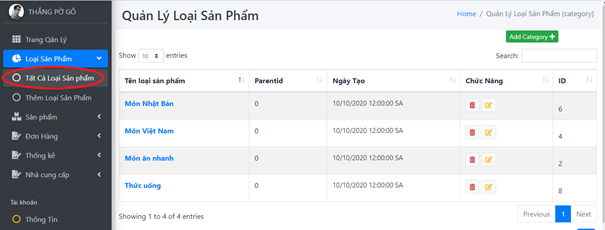 THẮNG PỜ GÔ
Trang Qản Lý
Loại Sản Phẩm
Tất Cả Loại Sản phẩm
Thêm Loại Sản Phẩm
Sản phẩm
Đơn Hàng
Thống kê
Nhà cung cấp
Tài khoản
Thông Tin
Quản Lý Loại Sản Phẩm
Home / Quản Lý Loại Sản Phẩm (category)
Add Category +
Show 10 entries
Search:
Tên loại sản phẩm Parentid Ngày Tạo Chức Năng ID
Món Nhật Bản 0 10/10/2020 12:00:00 SA 6
Món Việt Nam 0 10/10/2020 12:00:00 SA 4
Món ăn nhanh 0 10/10/2020 12:00:00 SA 2
Thức uống 0 10/10/2020 12:00:00 SA 8
Showing 1 to 4 of 4 entries
Previous 1 Next